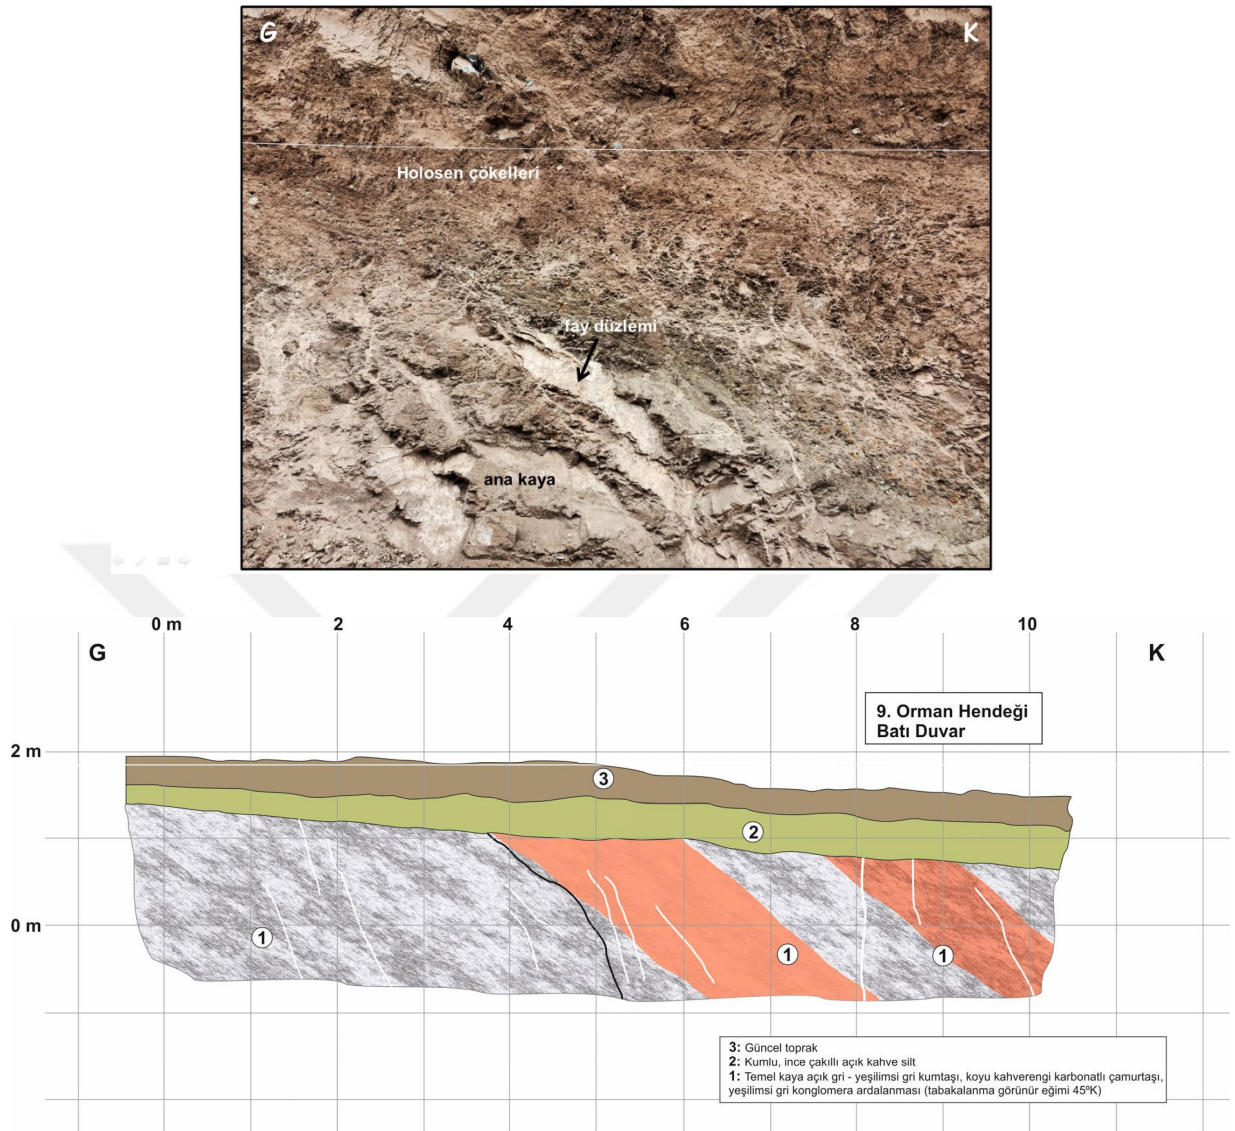 G K
Holosen çökelleri
fay düzlemi
ana kaya
0 m 2 4 6 8 10
G K
9. Orman Hendeği
Batı Duvar
2 m
3
2
0 m
1 1 1
3: Güncel toprak
2: Kumlu, ince çakıllı açık kahve silt
1: Temel kaya açık gri - yeşilimsi gri kumtaşı, koyu kahverengi karbonatlı çamurtaşı,
yeşilimsi gri konglomera ardalanması (tabakalanma görünür eğimi 45ºK)